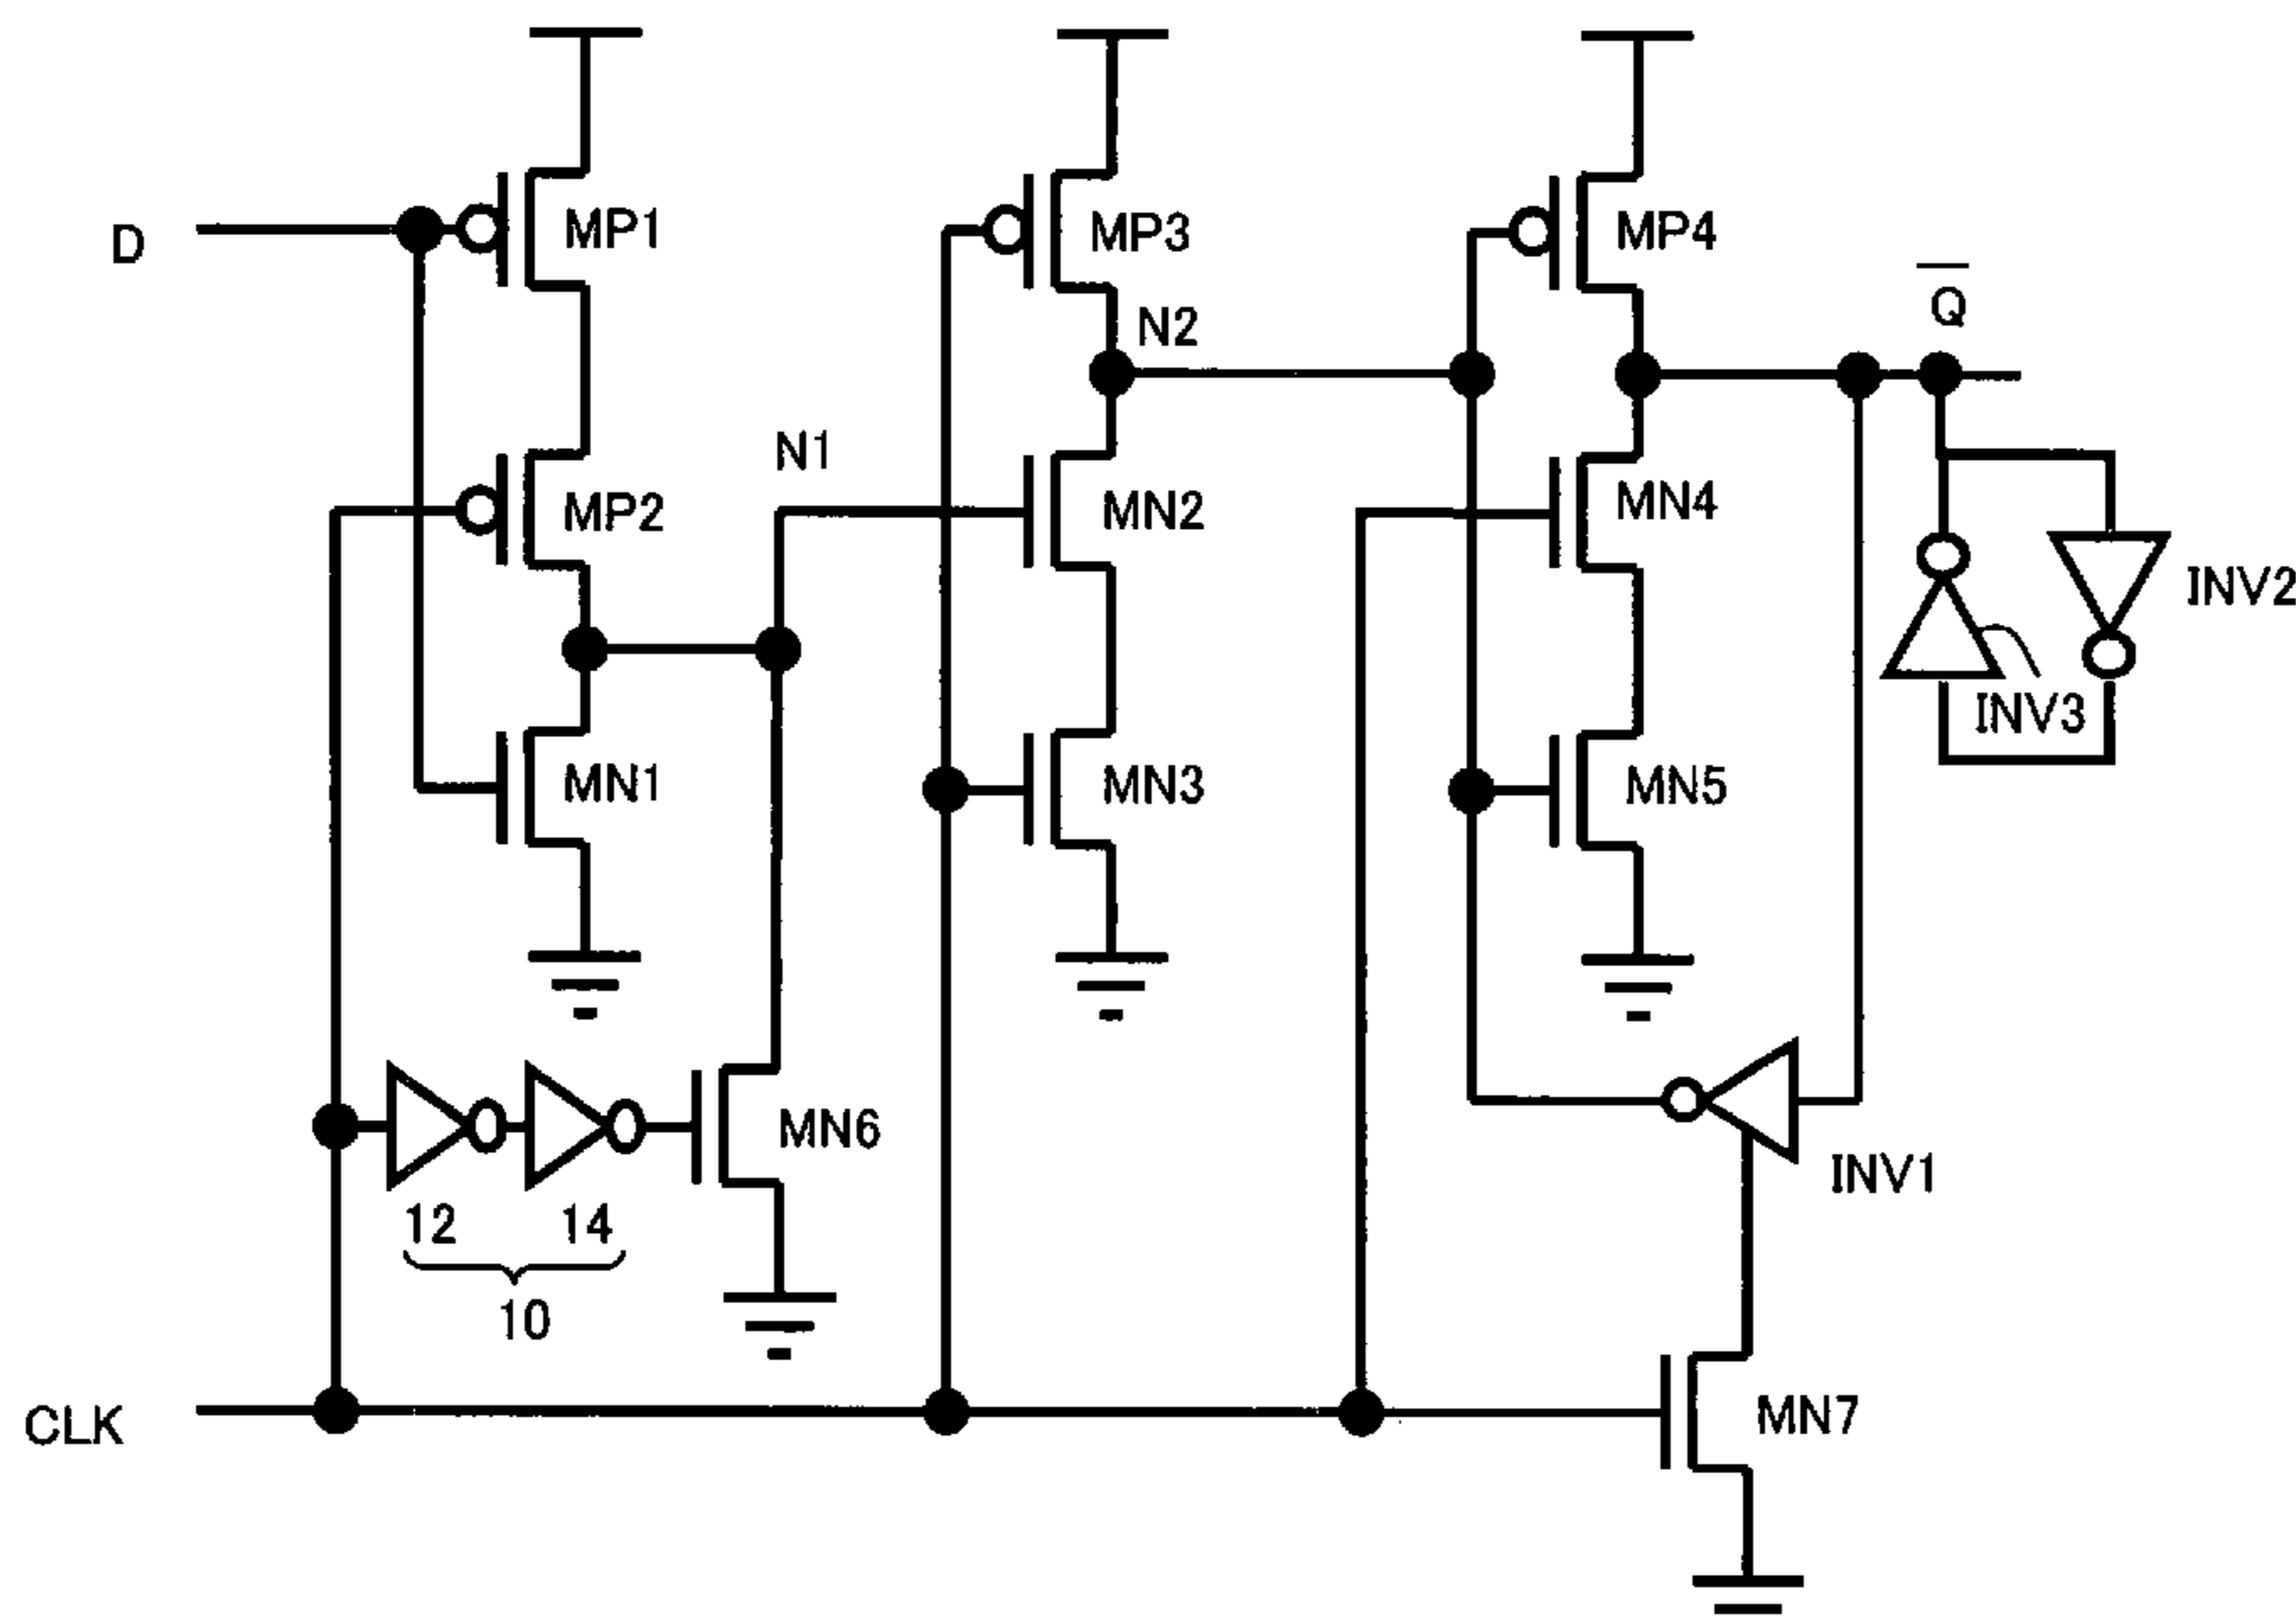 D
MP1
MP3
MP4
Q
N2
N1
MP2
MN2
MN4
INV2
INV3
MN1
MN3
MN5
MN6
INV1
12
14
10
CLK
MN7